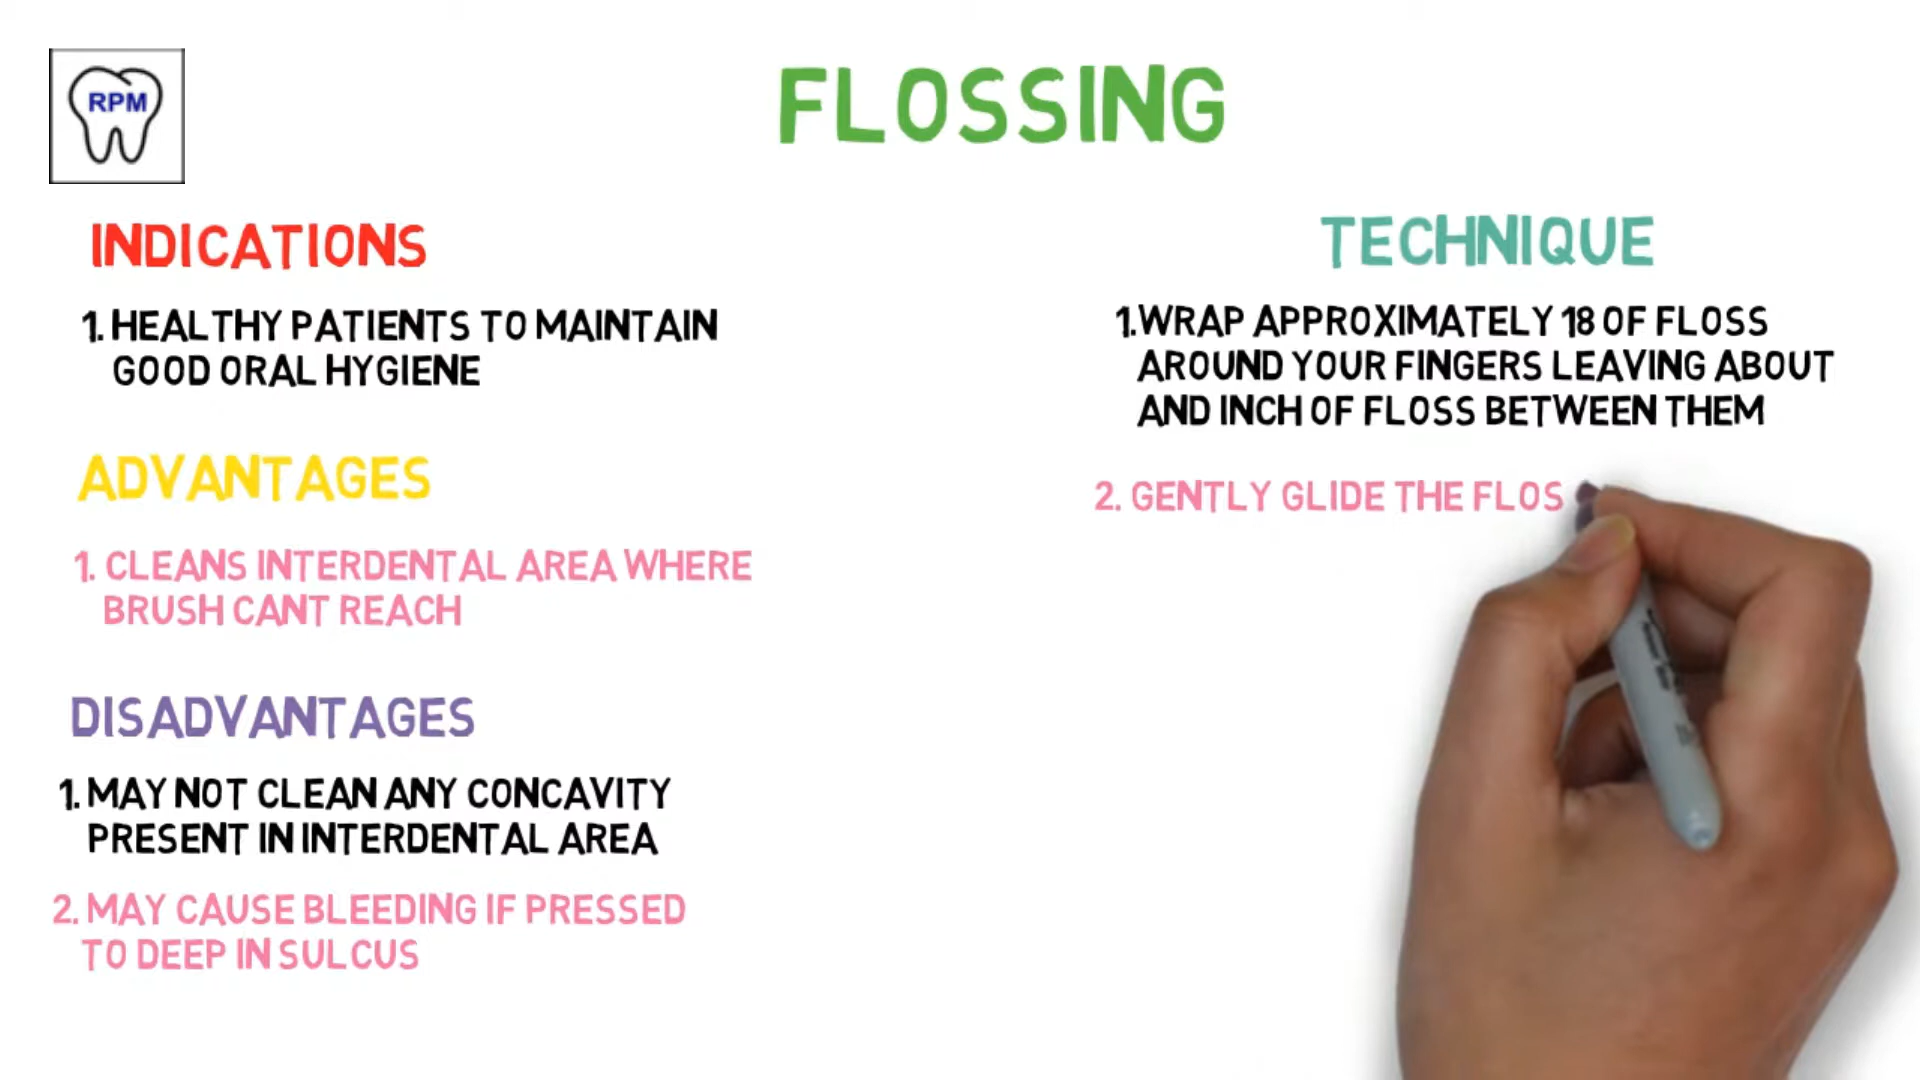 RPM
FLOSSING
INDICATIONS
1. HEALTHY PATIENTS TO MAINTAIN
GOOD ORAL HYGIENE
ADVANTAGES
1. CLEANS INTERDENTAL AREA WHERE
BRUSH CANT REACH
DISADVANTAGES
1. MAY NOT CLEAN ANY CONCAVITY
PRESENT IN INTERDENTAL AREA
2. MAY CAUSE BLEEDING IF PRESSED
TO DEEP IN SULCUS
TECHNIQUE
1.WRAP APPROXIMATELY 18 OF FLOSS
AROUND YOUR FINGERS LEAVING ABOUT
AND INCH OF FLOSS BETWEEN THEM
2. GENTLY GLIDE THE FLOS